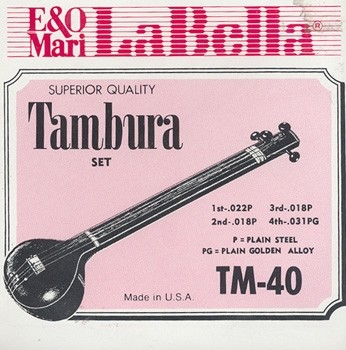 E&O
Mari LaBella®
SUPERIOR QUALITY
Tambura
SET
1st-.022P 3rd-.018P
2nd-.018P 4th-.031PG
P = PLAIN STEEL
PG = PLAIN GOLDEN ALLOY
Made in U.S.A. TM-40